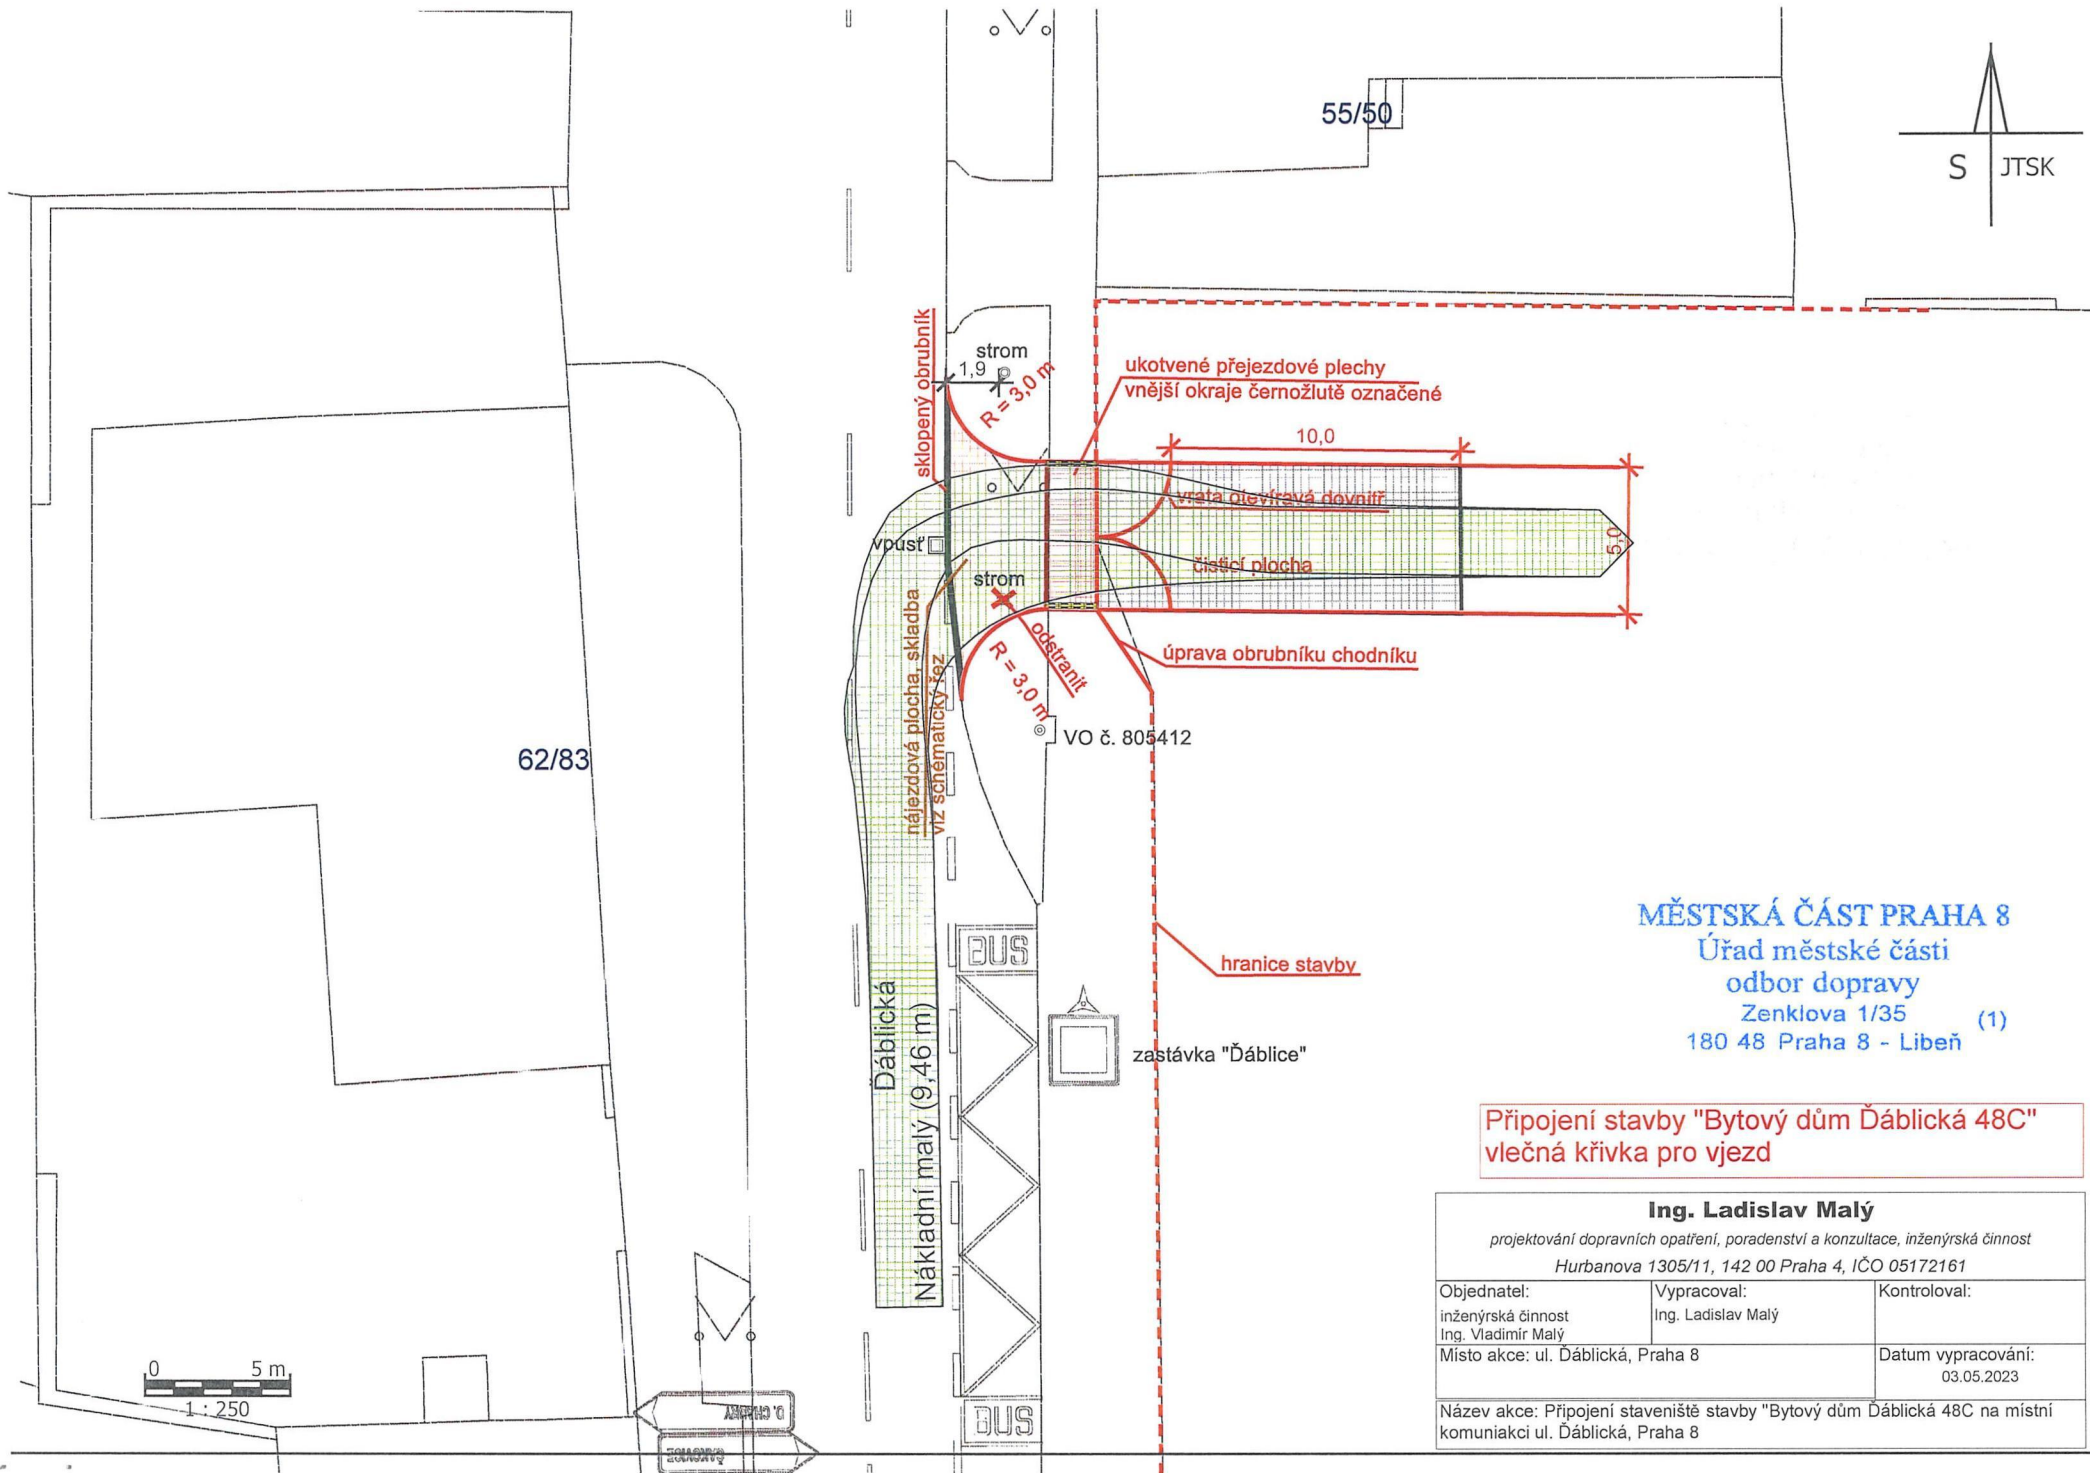 55/50
S JTSK
sklopený obrubník
strom
1,9
R = 3,0 m
ukotvené přejezdové plechy
vnější okraje černožlutě označené
10,0
vrata otevíravá dovnitř
5,0
vpusť
čisticí plocha
strom
odstranit
R = 3,0 m
úprava obrubníku chodníku
nájezdová plocha, skladba
viz schématický řez
VO č. 805412
62/83
BUS
hranice stavby
Ďáblická
Nákladní malý (9,46 m)
zastávka "Ďáblice"
MĚSTSKÁ ČÁST PRAHA 8
Úřad městské části
odbor dopravy
Zenklova 1/35
(1)
180 48 Praha 8 - Libeň
Připojení stavby "Bytový dům Ďáblická 48C"
vlečná křivka pro vjezd
Ing. Ladislav Malý
projektování dopravních opatření, poradenství a konzultace, inženýrská činnost
Hurbanova 1305/11, 142 00 Praha 4, IČO 05172161
Objednatel:
inženýrská činnost
Ing. Vladimír Malý
Vypracoval:
Ing. Ladislav Malý
Kontroloval:
Místo akce: ul. Ďáblická, Praha 8
Datum vypracování:
03.05.2023
Název akce: Připojení staveniště stavby "Bytový dům Ďáblická 48C na místní
komuniakci ul. Ďáblická, Praha 8
0 5 m
1 : 250
BUS
D. CHABRY
ČAKOVICE